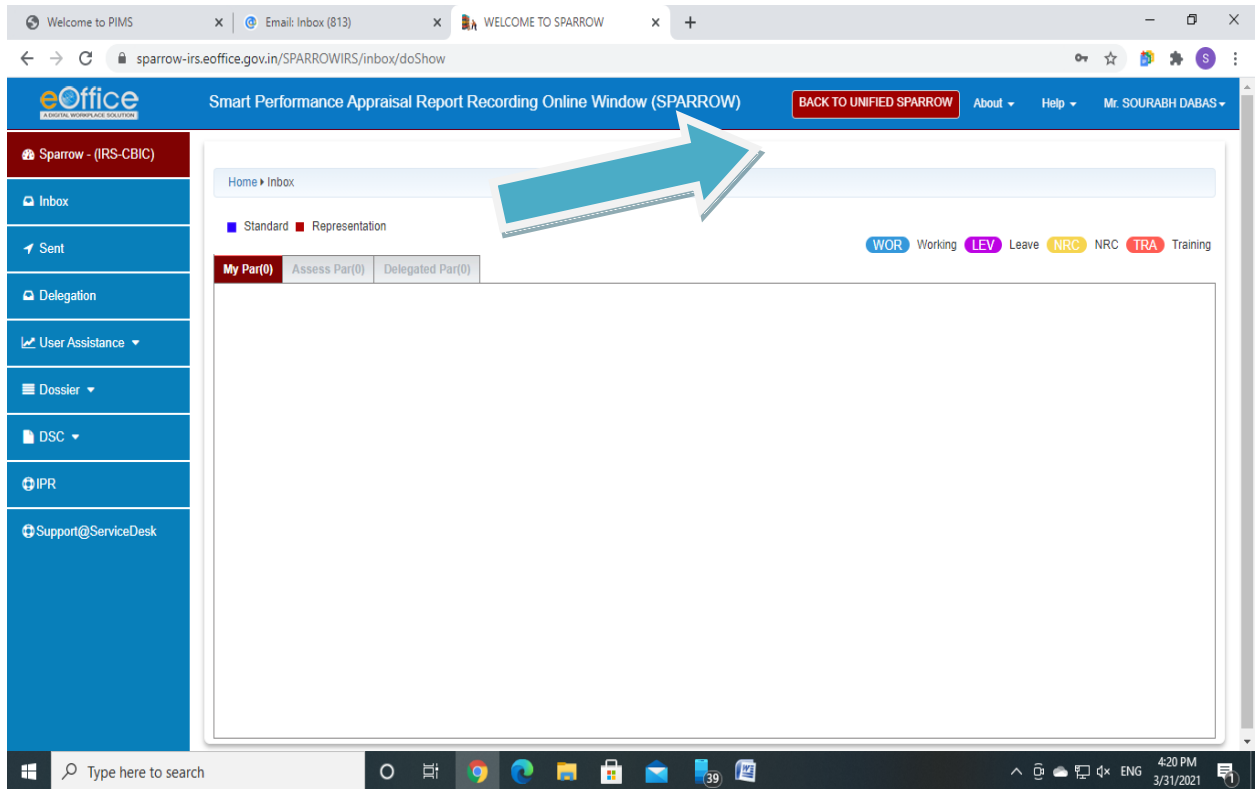 Welcome to PIMS
Email: Inbox (813)
WELCOME TO SPARROW
sparrow-irs.eoffice.gov.in/SPARROWIRS/inbox/doShow
S
eOffice
A DIGITAL WORKPLACE SOLUTION
Smart Performance Appraisal Report Recording Online Window (SPARROW)
BACK TO UNIFIED SPARROW
About
Help
Mr. SOURABH DABAS
Sparrow - (IRS-CBIC)
Inbox
Sent
Delegation
User Assistance
Dossier
DSC
IPR
Support@ServiceDesk
Home Inbox
Standard Representation
WOR Working LEV Leave NRC NRC TRA Training
My Par(0) Assess Par(0) Delegated Par(0)
Type here to search
39
ENG
4:20 PM
3/31/2021
1